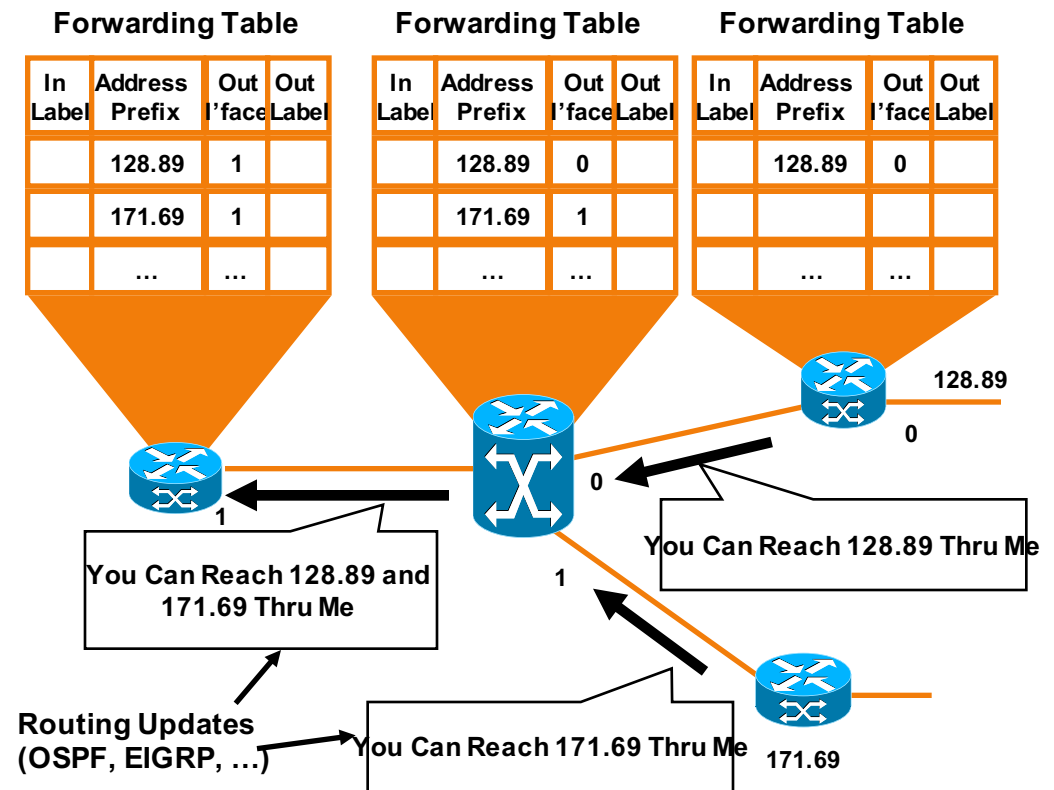 Forwarding Table
In Label Address Prefix Out I'face Out Label
128.89 1
171.69 1
… …
Forwarding Table
In Label Address Prefix Out I'face Out Label
128.89 0
171.69 1
… …
Forwarding Table
In Label Address Prefix Out I'face Out Label
128.89 0
… …
128.89
0
0
1
1
You Can Reach 128.89 Thru Me
You Can Reach 128.89 and
171.69 Thru Me
Routing Updates
(OSPF, EIGRP, …)
You Can Reach 171.69 Thru Me
171.69